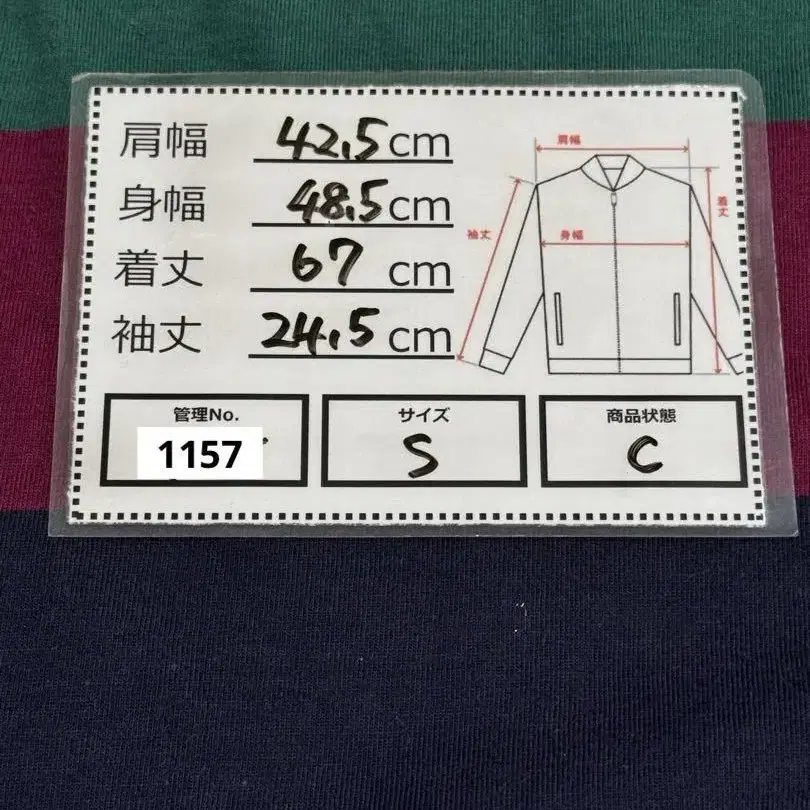 肩幅 42.5cm
身幅 48.5cm
着丈 67 cm
袖丈 24.5cm
肩幅
着丈
袖丈
身幅
管理No.
1157
サイズ
S
商品状態
C